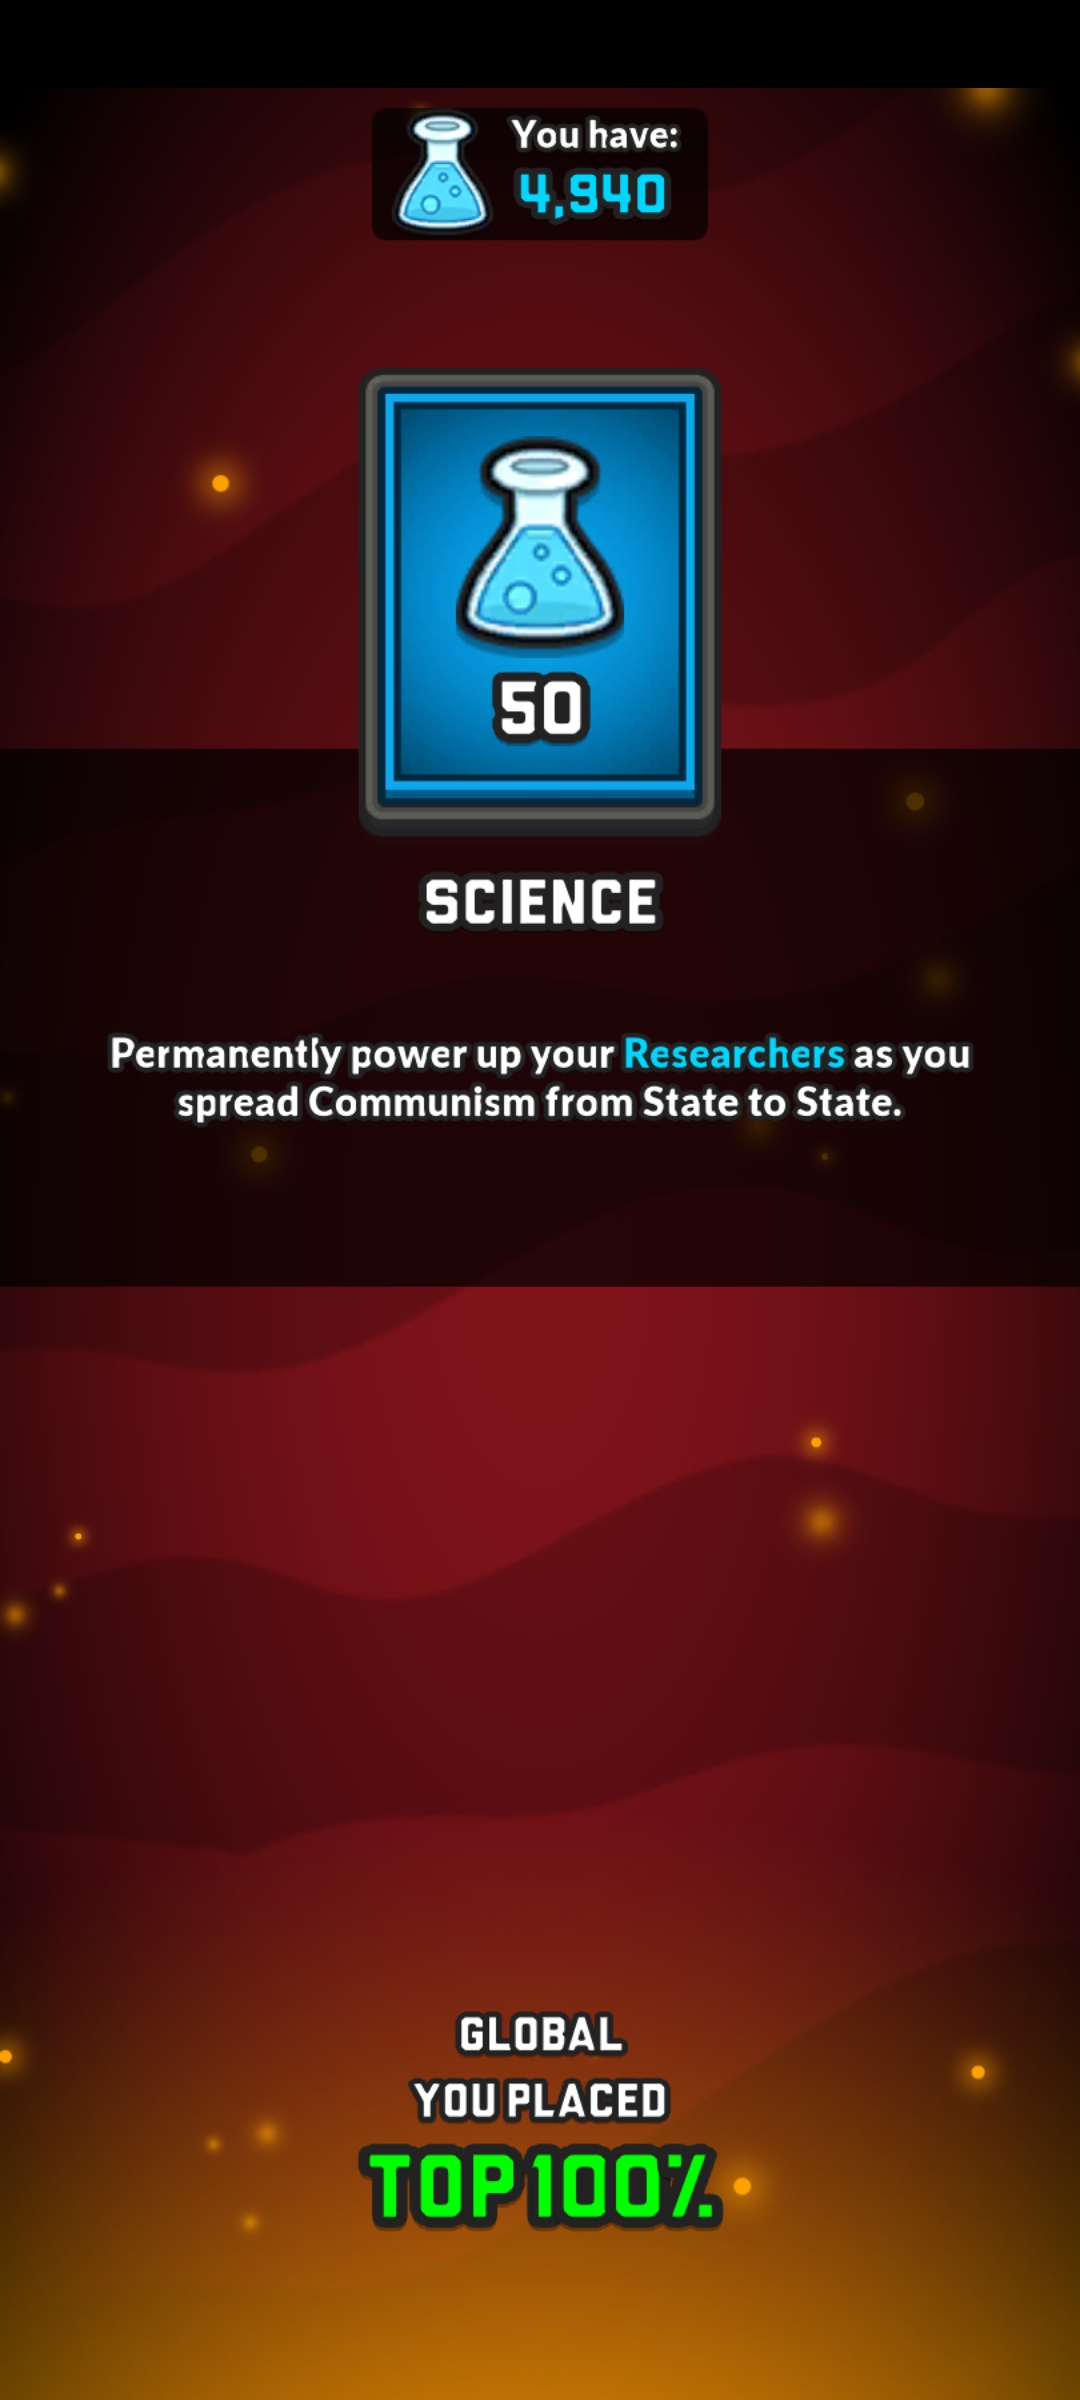 You have:
4,940
50
SCIENCE
Permanently power up your Researchers as you
spread Communism from State to State.
GLOBAL
YOU PLACED
TOP 100%